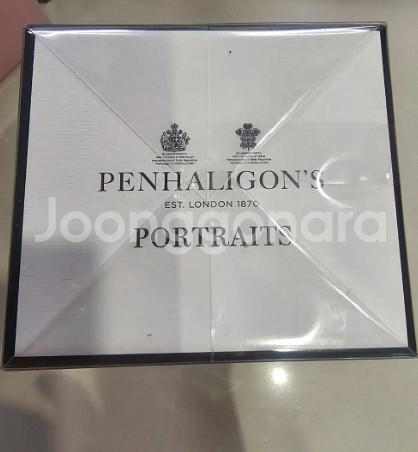 PENHALIGON'S
EST. LONDON 1870
Joonggonara
PORTRAITS